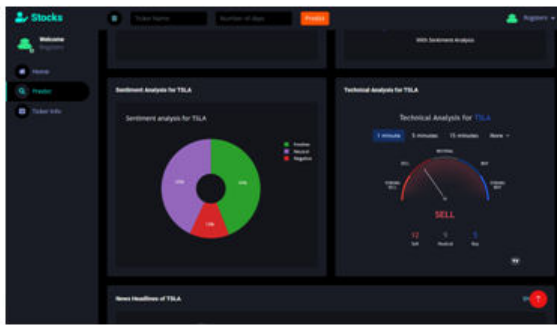 Stocks
Ticker Name
Number of days
Predict
Welcome
Home
Predict
Ticker Info
With Sentiment Analysis
Sentiment Analysis for TSLA
Technical Analysis for TSLA
Sentiment analysis for TSLA
Positive
Neutral
Negative
Technical Analysis for TSLA
1 minute 5 minutes 15 minutes More
NEUTRAL
SELL BUY
STRONG SELL
STRONG BUY
SELL
12
Sell Neutral Buy
News Headlines of TSLA